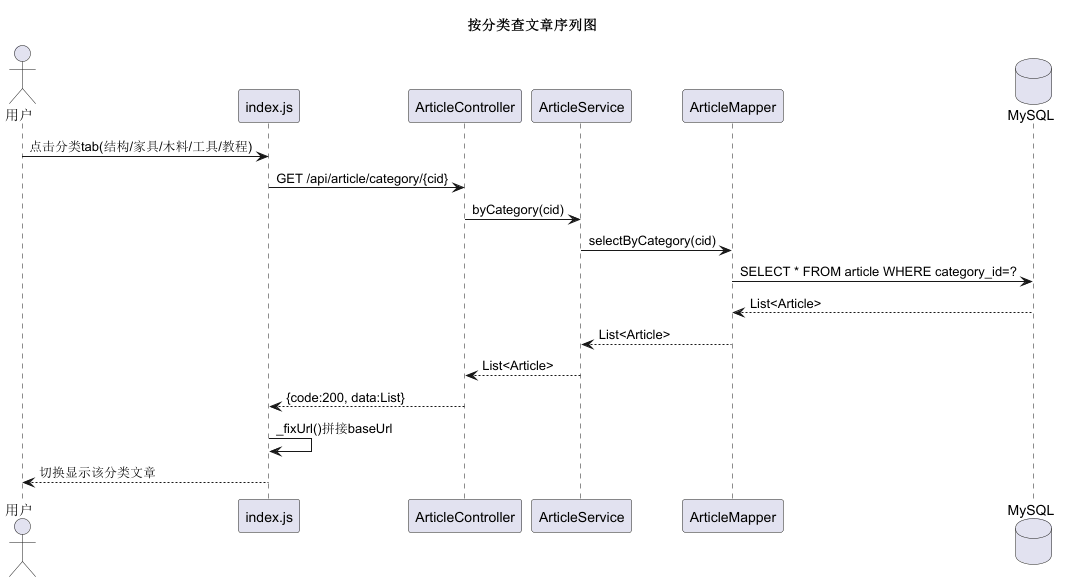 按分类查文章序列图
用户
index.js
ArticleController
ArticleService
ArticleMapper
MySQL
点击分类tab(结构/家具/木料/工具/教程)
GET /api/article/category/{cid}
byCategory(cid)
selectByCategory(cid)
SELECT * FROM article WHERE category_id=?
List<Article>
List<Article>
List<Article>
{code:200, data:List}
_fixUrl()拼接baseUrl
切换显示该分类文章
用户
index.js
ArticleController
ArticleService
ArticleMapper
MySQL